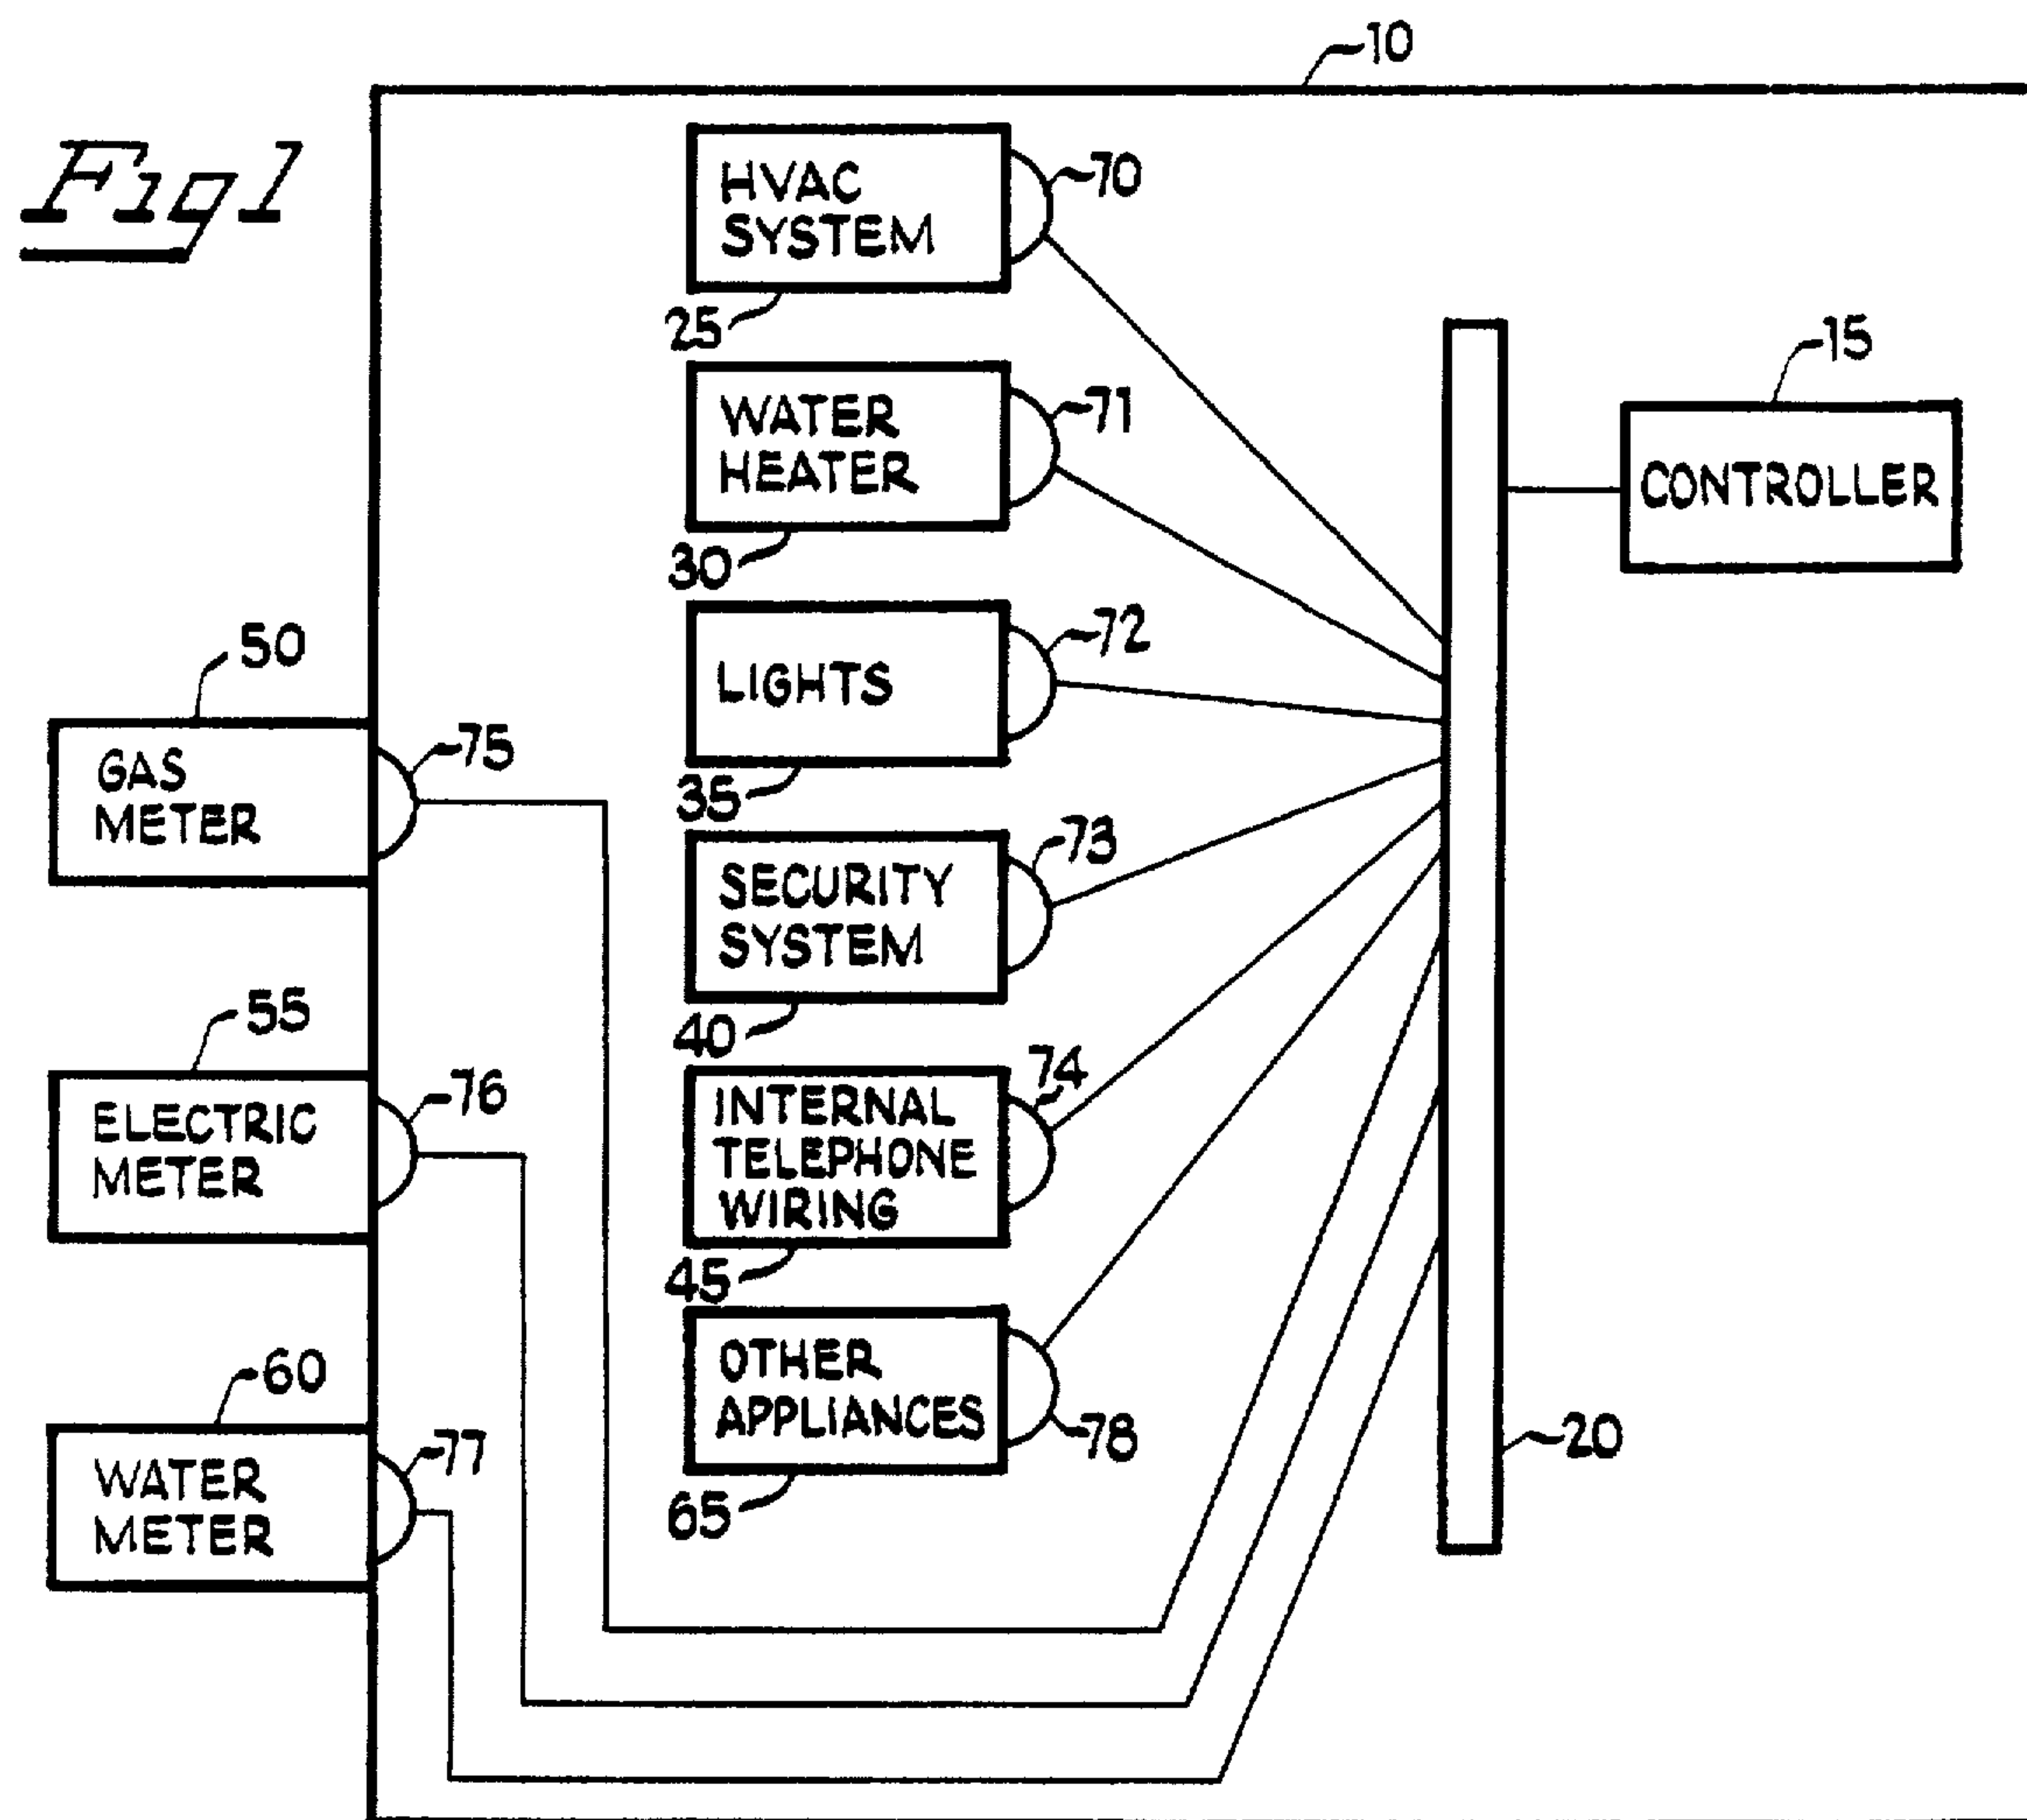 Fig1
10
HVAC
SYSTEM
70
25
WATER
HEATER
71
30
LIGHTS
72
35
SECURITY
SYSTEM
73
40
INTERNAL
TELEPHONE
WIRING
74
45
OTHER
APPLIANCES
78
65
50
GAS
METER
75
55
ELECTRIC
METER
76
60
WATER
METER
77
15
CONTROLLER
20